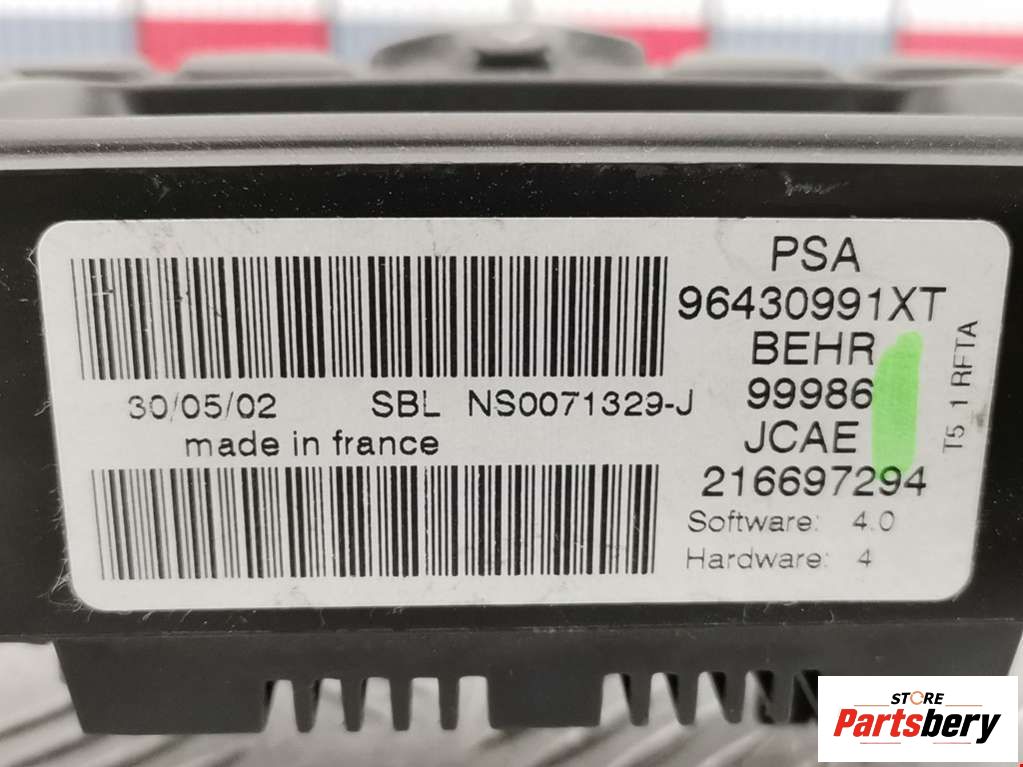 PSA
96430991XT
BEHR
99986
JCAE
216697294
Software: 4.0
Hardware: 4
T5 1 RFTA
30/05/02 SBL NS0071329-J
made in france
STORE
Partsbery